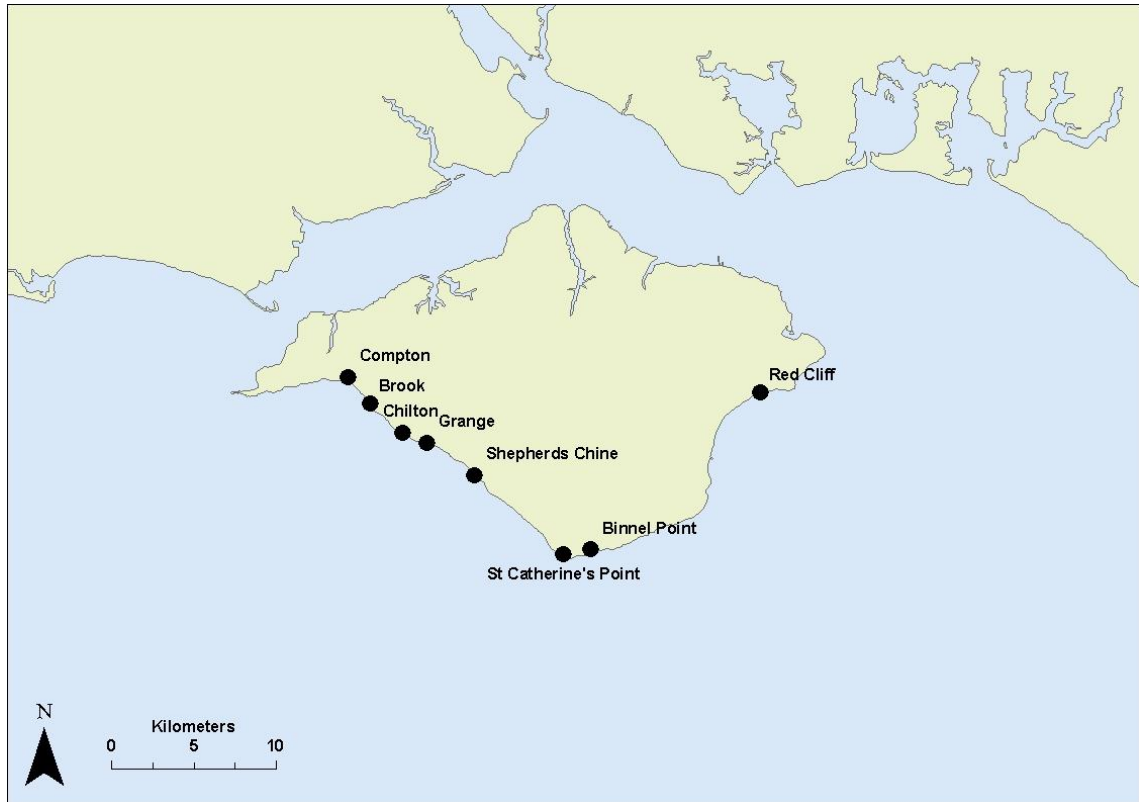 Compton
Red Cliff
Brook
Chilton
Grange
Shepherds Chine
Binnel Point
St Catherine's Point
N
Kilometers
0 5 10